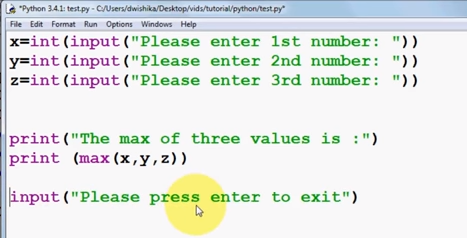 *Python 3.4.1: test.py - C:/Users/dwishika/Desktop/vids/tutorial/python/test.py*
File Edit Format Run Options Windows Help
x=int(input("Please enter 1st number: "))
y=int(input("Please enter 2nd number: "))
z=int(input("Please enter 3rd number: "))
print("The max of three values is :")
print (max(x,y,z))
input("Please press enter to exit")